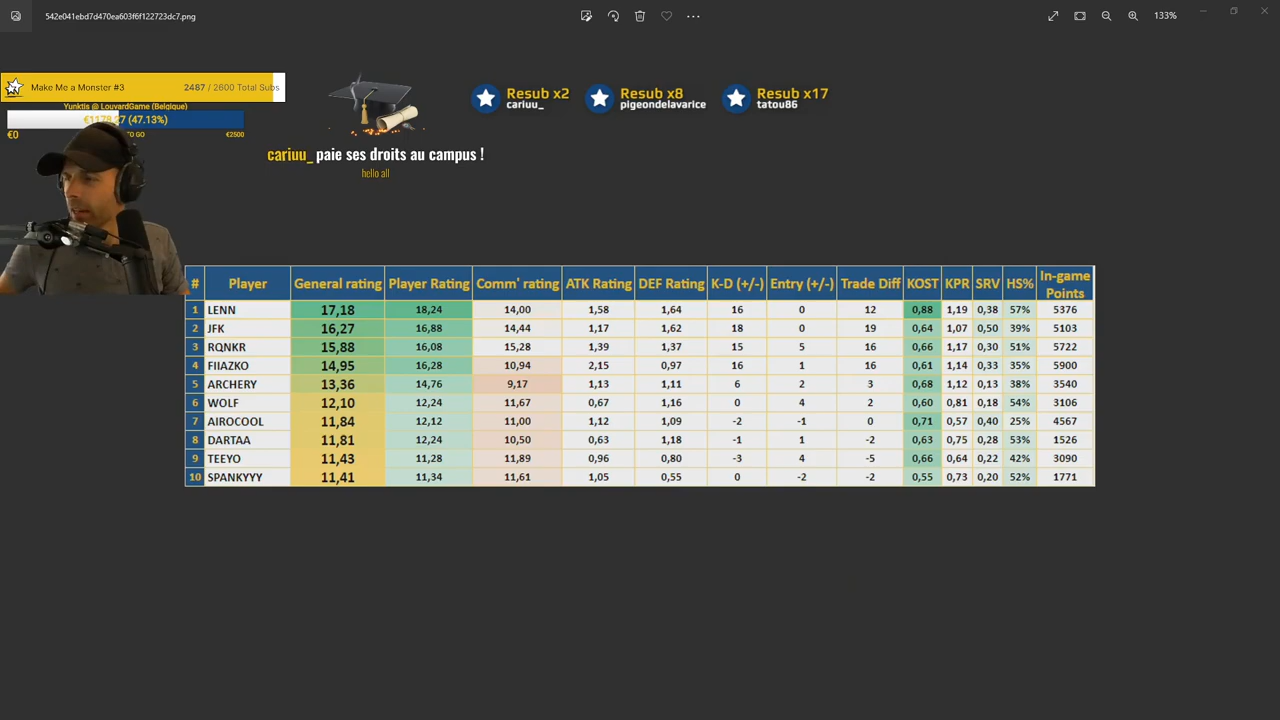 542e041ebd7d470ea603f6f122723dc7.png
133%
Make Me a Monster #3 2487 / 2600 Total Subs
Yunktis @ LouvardGame (Belgique)
€1178.27 (47.13%)
€0 TO GO €2500
Resub x2
cariuu_
Resub x8
pigeondelavarice
Resub x17
tatou86
cariuu_ paie ses droits au campus !
hello all
# Player General rating Player Rating Comm' rating ATK Rating DEF Rating K-D (+/-) Entry (+/-) Trade Diff KOST KPR SRV HS% In-game Points
1 LENN 17,18 18,24 14,00 1,58 1,64 16 0 12 0,88 1,19 0,38 57% 5376
2 JFK 16,27 16,88 14,44 1,17 1,62 18 0 19 0,64 1,07 0,50 39% 5103
3 RQNKR 15,88 16,08 15,28 1,39 1,37 15 5 16 0,66 1,17 0,30 51% 5722
4 FIIAZKO 14,95 16,28 10,94 2,15 0,97 16 1 16 0,61 1,14 0,33 35% 5900
5 ARCHERY 13,36 14,76 9,17 1,13 1,11 6 2 3 0,68 1,12 0,13 38% 3540
6 WOLF 12,10 12,24 11,67 0,67 1,16 0 4 2 0,60 0,81 0,18 54% 3106
7 AIROCOOL 11,84 12,12 11,00 1,12 1,09 -2 -1 0 0,71 0,57 0,40 25% 4567
8 DARTAA 11,81 12,24 10,50 0,63 1,18 -1 1 -2 0,63 0,75 0,28 53% 1526
9 TEEYO 11,43 11,28 11,89 0,96 0,80 -3 4 -5 0,66 0,64 0,22 42% 3090
10 SPANKYYY 11,41 11,34 11,61 1,05 0,55 0 -2 -2 0,55 0,73 0,20 52% 1771